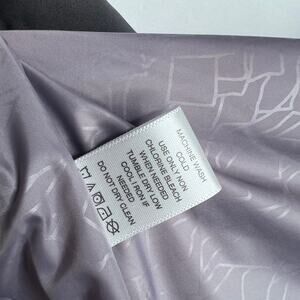 MACHINE WASH
COLD
USE ONLY NON
CHLORINE BLEACH
WHEN NEEDED
TUMBLE DRY LOW
COOL I RON IF
NEEDED
DO NOT DRY CLEAN